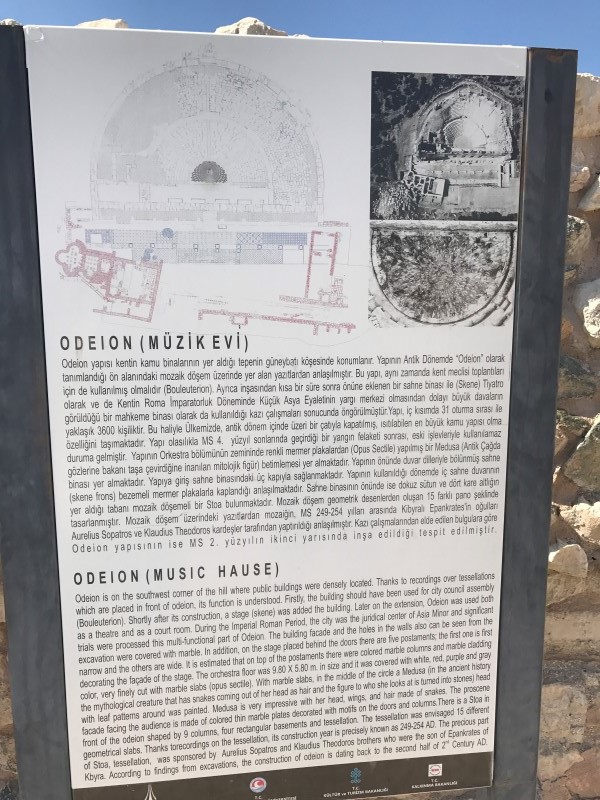 ODEION (MÜZİK EVİ)
Odeion yapısı kentin kamu binalarının yer aldığı tepenin güneybatı köşesinde konumlanır. Yapının Antik Dönemde "Odeion" olarak
tanımlandığı ön alanındaki mozaik döşem üzerinde yer alan yazıtlardan anlaşılmıştır. Bu yapı, aynı zamanda kent meclisi toplantıları
için de kullanılmış olmalıdır (Bouleuterion). Ayrıca inşasından kısa bir süre sonra önüne eklenen bir sahne binası ile (Skene) Tiyatro
olarak ve de Kentin Roma İmparatorluk Döneminde Küçük Asya Eyaletinin yargı merkezi olmasından dolayı büyük davaların
görüldüğü bir mahkeme binası olarak da kullanıldığı kazı çalışmaları sonucunda öngörülmüştür.Yapı, iç kısımda 31 oturma sırası ile
yaklaşık 3600 kişiliktir. Bu haliyle Ülkemizde, antik dönem içinde üzeri bir çatıyla kapatılmış, ısıtılabilen en büyük kamu yapısı olma
özelliğini taşımaktadır. Yapı olasılıkla MS 4. yüzyıl sonlarında geçirdiği bir yangın felaketi sonrası, eski işlevleriyle kullanılamaz
duruma gelmiştir. Yapının Orkestra bölümünün zemininde renkli mermer plakalardan (Opus Sectile) yapılmış bir Medusa (Antik Çağda
gözlerine bakanı taşa çevirdiğine inanılan mitolojik figür) betimlemesi yer almaktadır. Yapının önünde duvar dilleriyle bölünmüş sahne
binası yer almaktadır. Yapıya giriş sahne binasındaki üç kapıyla sağlanmaktadır. Yapının kullanıldığı dönemde iç sahne duvarının
(skene frons) bezemeli mermer plakalarla kaplandığı anlaşılmaktadır. Sahne binasının önünde ise dokuz sütun ve dört kare altlığın
yer aldığı tabanı mozaik döşemeli bir Stoa bulunmaktadır. Mozaik döşem geometrik desenlerden oluşan 15 farklı pano şeklinde
tasarlanmıştır. Mozaik döşem üzerindeki yazıtlardan mozaiğin, MS 249-254 yılları arasında Kibyralı Epankrates'in oğulları
Aurelius Sopatros ve Klaudius Theodoros kardeşler tarafından yaptırıldığı anlaşılmıştır. Kazı çalışmalarından elde edilen bulgulara göre
Odeion yapısının ise MS 2. yüzyılın ikinci yarısında inşa edildiği tespit edilmiştir.
ODEION (MUSIC HAUSE)
Odeion is on the southwest corner of the hill where public buildings were densely located. Thanks to recordings over tessellations
which are placed in front of odeion, its function is understood. Firstly, the building should have been used for city council assembly
(Bouleuterion). Shortly after its construction, a stage (skene) was added the building. Later on the extension, Odeion was used both
as a theatre and as a court room. During the Imperial Roman Period, the city was the juridical center of Asia Minor and significant
trials were processed this multi-functional part of Odeion. The building facade and the holes in the walls also can be seen from the
excavation were covered with marble. In addition, on the stage placed behind the doors there are five postaments; the first one is first
narrow and the others are wide. It is estimated that on top of the postaments there were colored marble columns and marble cladding
decorating the façade of the stage. The orchestra floor was 9.80 X 5.80 m. in size and it was covered with white, red, purple and gray
color, very finely cut with marble slabs (opus sectile). With marble slabs, in the middle of the circle a Medusa (in the ancient history
the mythological creature that has snakes coming out of her head as hair and the figure to who she looks at is turned into stones) head
with leaf patterns around was painted. Medusa is very impressive with her head, wings, and hair made of snakes. The proscene
facade facing the audience is made of colored thin marble plates decorated with motifs on the doors and columns.There is a Stoa in
front of the odeion shaped by 9 columns, four rectangular basements and tessellation. The tessellation was envisaged 15 different
geometrical slabs. Thanks torecordings on the tessellation, its construction year is precisely known as 249-254 AD. The precious part
of Stoa, tessellation, was sponsored by Aurelius Sopatros and Klaudius Theodoros brothers who were the son of Epankrates of
Kbyra. According to findings from excavations, the construction of odeion is dating back to the second half of 2nd Century AD.
T.C.
T.C.
KÜLTÜR ve TURİZM BAKANLIĞI
T.C.
KALKINMA BAKANLIĞI